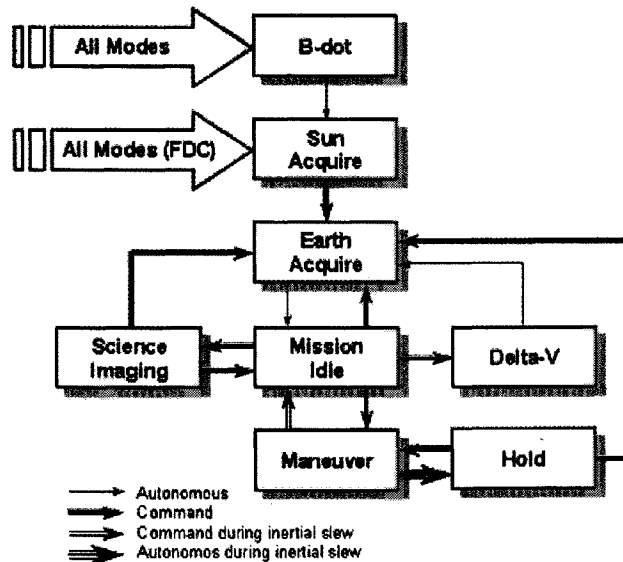 All Modes
B-dot
All Modes (FDC)
Sun
Acquire
Earth
Acquire
Science
Imaging
Mission
Idle
Delta-V
Maneuver
Hold
Autonomous
Command
Command during inertial slew
Autonomos during inertial slew